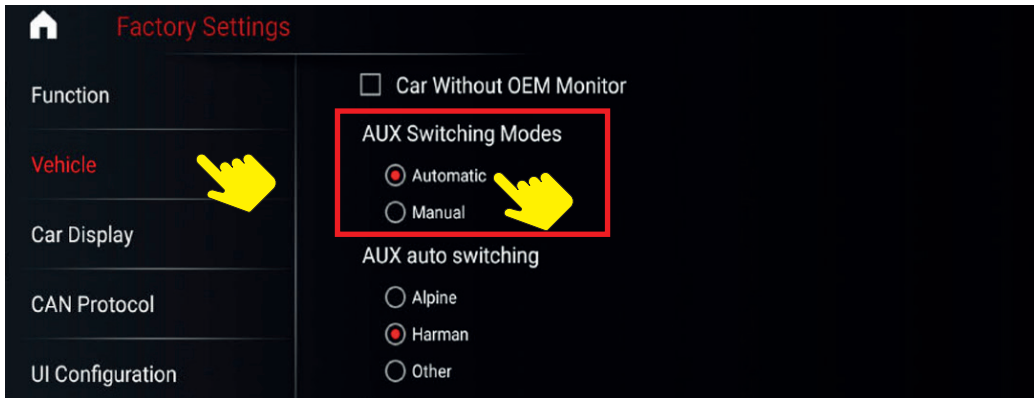 Factory Settings
Function
Vehicle
Car Display
CAN Protocol
UI Configuration
Car Without OEM Monitor
AUX Switching Modes
Automatic
Manual
AUX auto switching
Alpine
Harman
Other